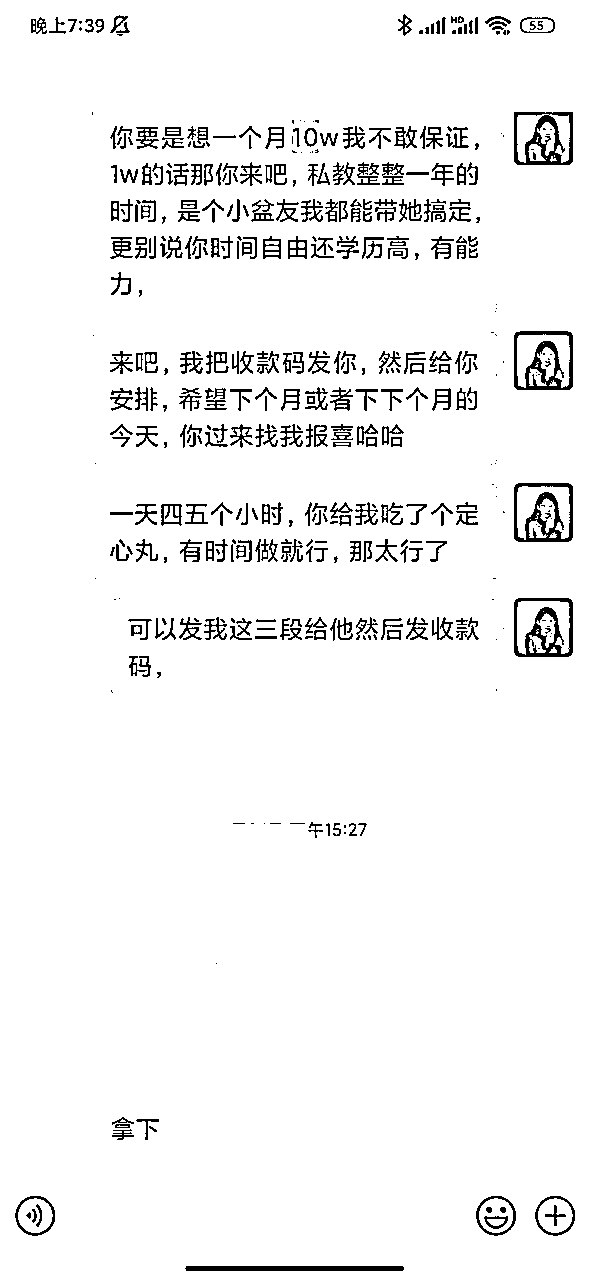 晚上7:39
HD
55
你要是想一个月10w我不敢保证，
1w的话那你来吧，私教整整一年的
时间，是个小盆友我都能带她搞定，
更别说你时间自由还学历高，有能
力，
来吧，我把收款码发你，然后给你
安排，希望下个月或者下下个月的
今天，你过来找我报喜哈哈
一天四五个小时，你给我吃了个定
心丸，有时间做就行，那太行了
可以发我这三段给他然后发收款
码，
午15:27
拿下